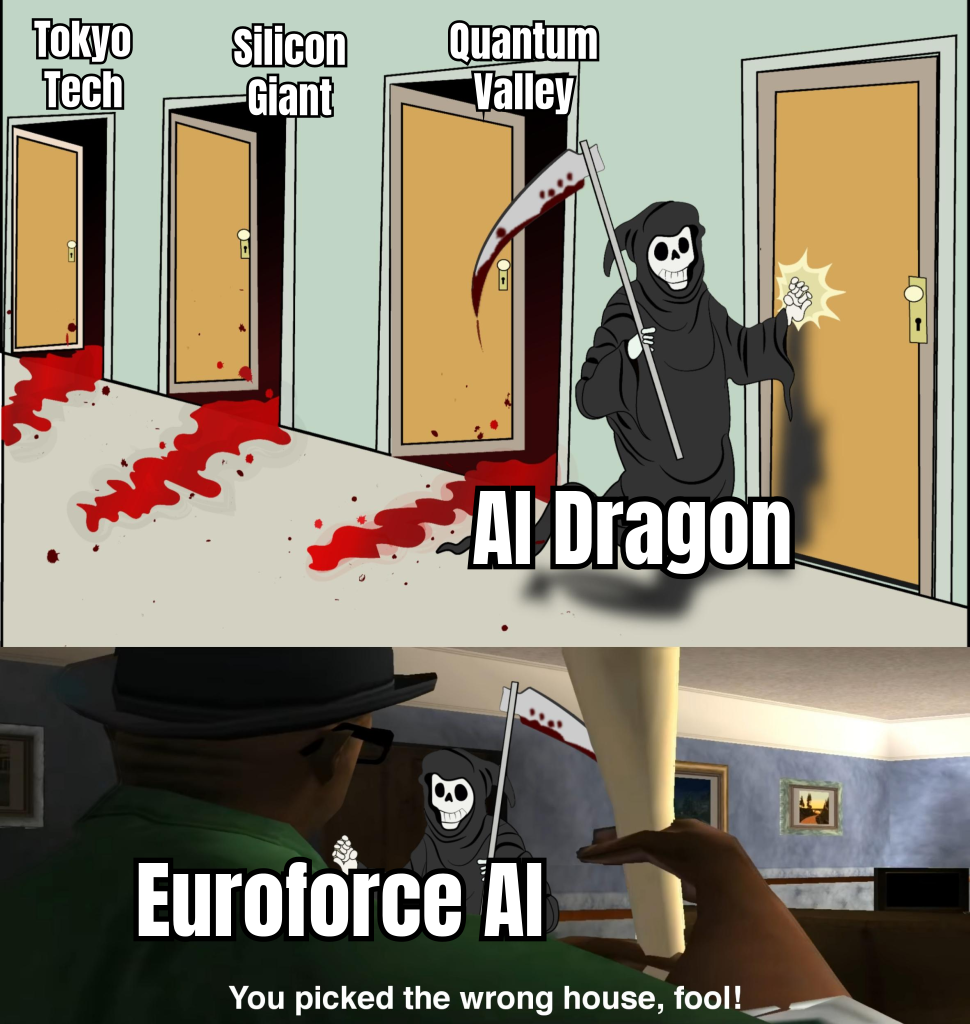 Tokyo
Tech
Silicon
Giant
Quantum
Valley
AI Dragon
Euroforce AI
You picked the wrong house, fool!